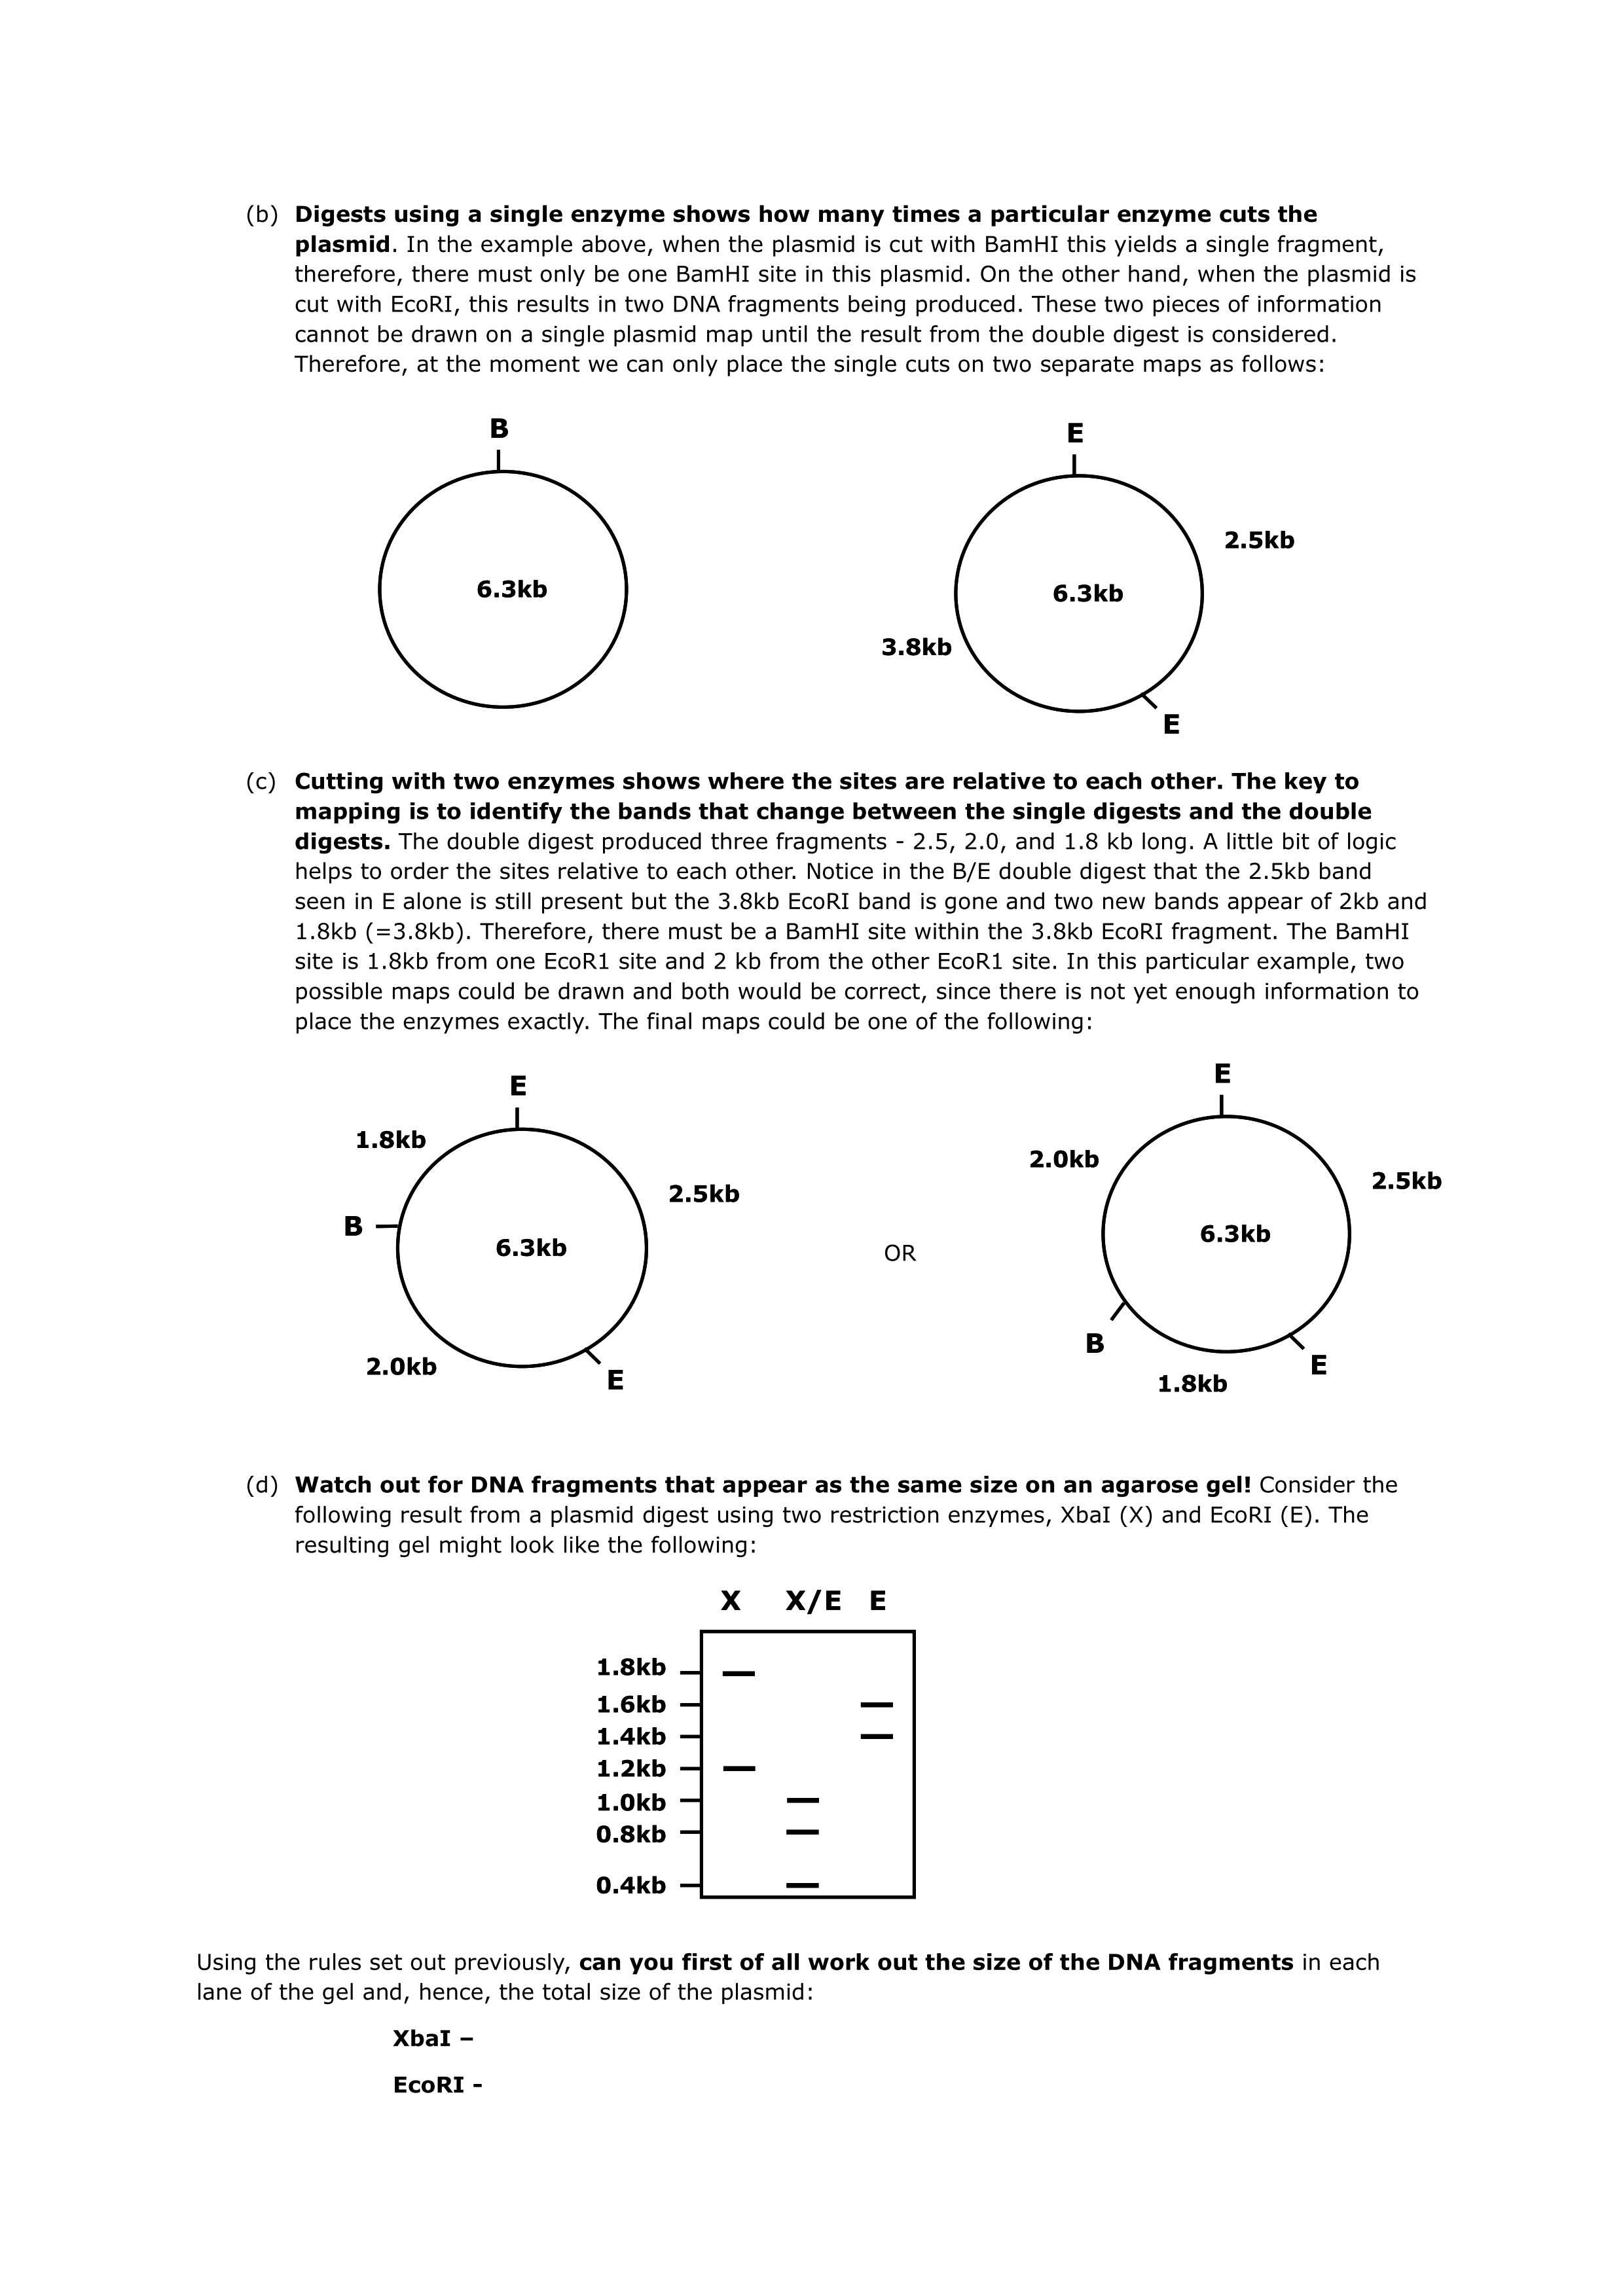 (b) Digests using a single enzyme shows how many times a particular enzyme cuts the
plasmid. In the example above, when the plasmid is cut with BamHI this yields a single fragment,
therefore, there must only be one BamHI site in this plasmid. On the other hand, when the plasmid is
cut with EcoRI, this results in two DNA fragments being produced. These two pieces of information
cannot be drawn on a single plasmid map until the result from the double digest is considered.
Therefore, at the moment we can only place the single cuts on two separate maps as follows:
B
6.3kb
E
2.5kb
6.3kb
3.8kb
E
(c) Cutting with two enzymes shows where the sites are relative to each other. The key to
mapping is to identify the bands that change between the single digests and the double
digests. The double digest produced three fragments - 2.5, 2.0, and 1.8 kb long. A little bit of logic
helps to order the sites relative to each other. Notice in the B/E double digest that the 2.5kb band
seen in E alone is still present but the 3.8kb EcoRI band is gone and two new bands appear of 2kb and
1.8kb (=3.8kb). Therefore, there must be a BamHI site within the 3.8kb EcoRI fragment. The BamHI
site is 1.8kb from one EcoR1 site and 2 kb from the other EcoR1 site. In this particular example, two
possible maps could be drawn and both would be correct, since there is not yet enough information to
place the enzymes exactly. The final maps could be one of the following:
E
1.8kb
2.5kb
B
6.3kb
2.0kb
E
OR
E
2.0kb
2.5kb
6.3kb
B
E
1.8kb
(d) Watch out for DNA fragments that appear as the same size on an agarose gel! Consider the
following result from a plasmid digest using two restriction enzymes, XbaI (X) and EcoRI (E). The
resulting gel might look like the following:
X X/E E
1.8kb
1.6kb
1.4kb
1.2kb
1.0kb
0.8kb
0.4kb
Using the rules set out previously, can you first of all work out the size of the DNA fragments in each
lane of the gel and, hence, the total size of the plasmid:
XbaI –
EcoRI -